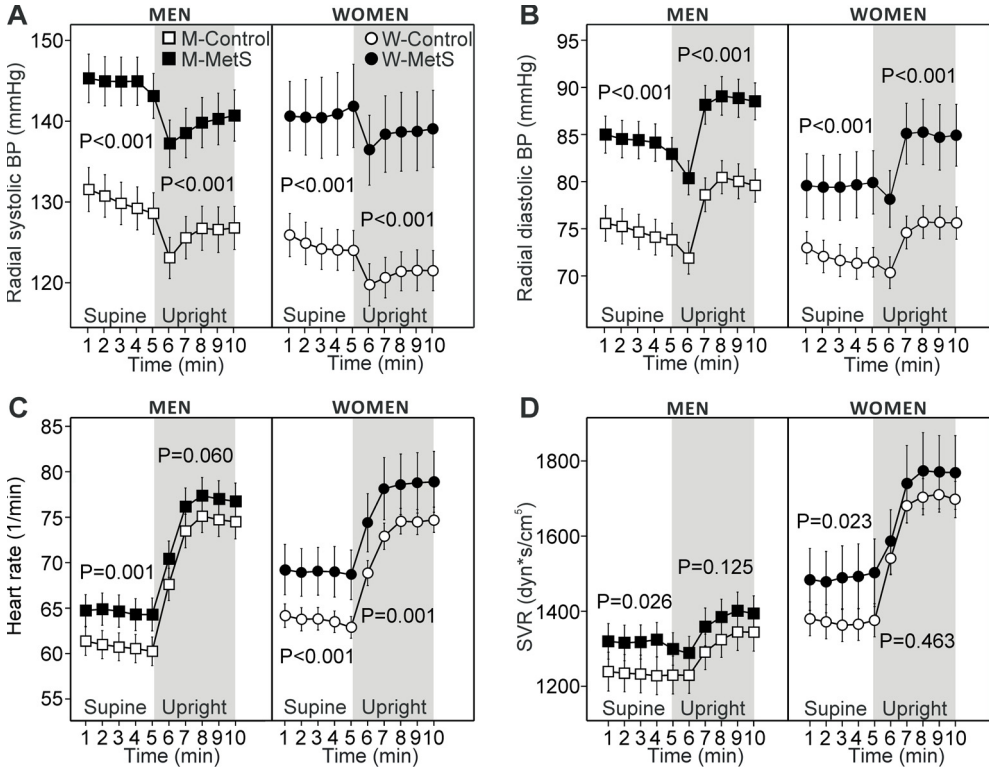 A
MEN
WOMEN
Radial systolic BP (mmHg)
150
140
130
120
M-Control
M-MetS
W-Control
W-MetS
P<0.001
P<0.001
P<0.001
P<0.001
Supine
Upright
Supine
Upright
1 2 3 4 5 6 7 8 9 10
1 2 3 4 5 6 7 8 9 10
Time (min)
Time (min)
B
MEN
WOMEN
Radial diastolic BP (mmHg)
95
90
85
80
75
70
P<0.001
P<0.001
P<0.001
P<0.001
Supine
Upright
Supine
Upright
1 2 3 4 5 6 7 8 9 10
1 2 3 4 5 6 7 8 9 10
Time (min)
Time (min)
C
MEN
WOMEN
Heart rate (1/min)
85
80
75
70
65
60
55
P=0.060
P=0.001
P=0.001
P<0.001
Supine
Upright
Supine
Upright
1 2 3 4 5 6 7 8 9 10
1 2 3 4 5 6 7 8 9 10
Time (min)
Time (min)
D
MEN
WOMEN
SVR (dyn*s/cm⁵)
1800
1600
1400
1200
P=0.026
P=0.125
P=0.023
P=0.463
Supine
Upright
Supine
Upright
1 2 3 4 5 6 7 8 9 10
1 2 3 4 5 6 7 8 9 10
Time (min)
Time (min)